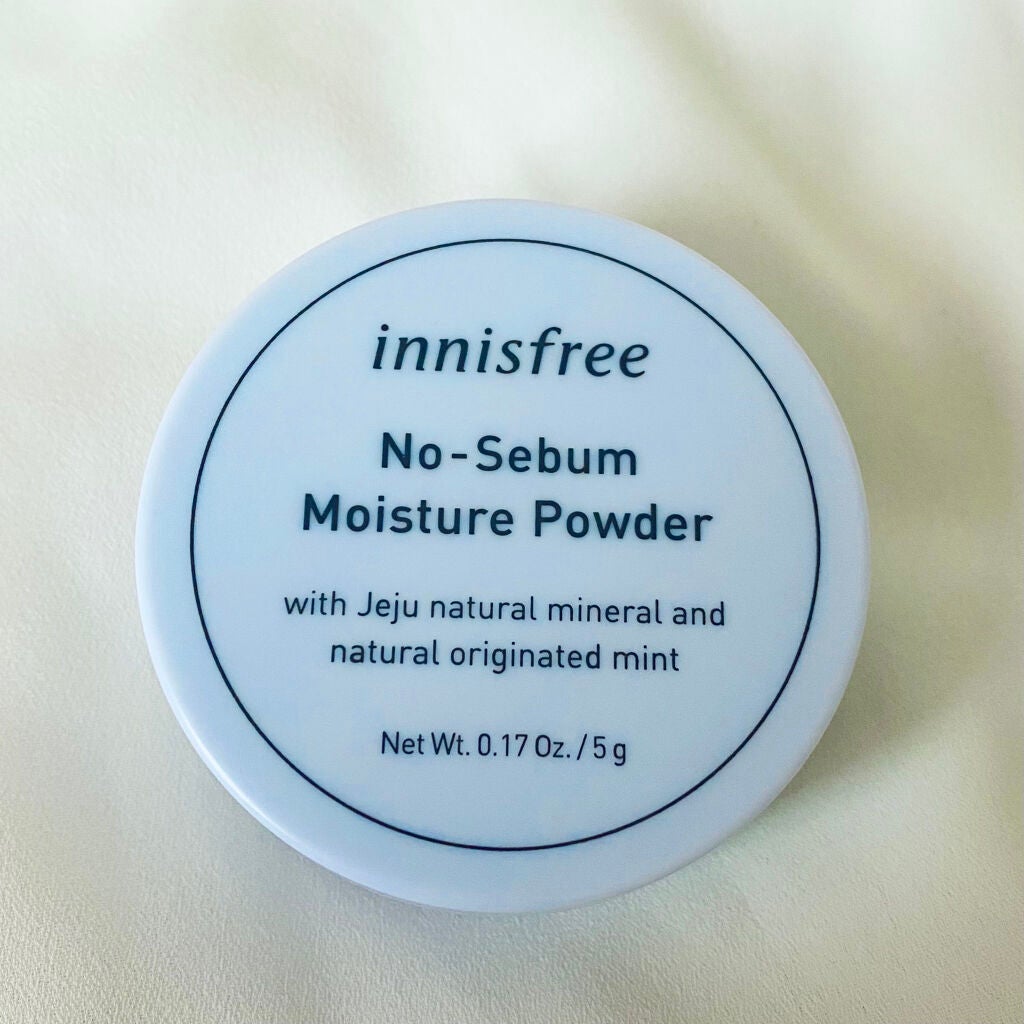 innisfree
No-Sebum
Moisture Powder
with Jeju natural mineral and
natural originated mint
Net Wt. 0.17 Oz. / 5 g